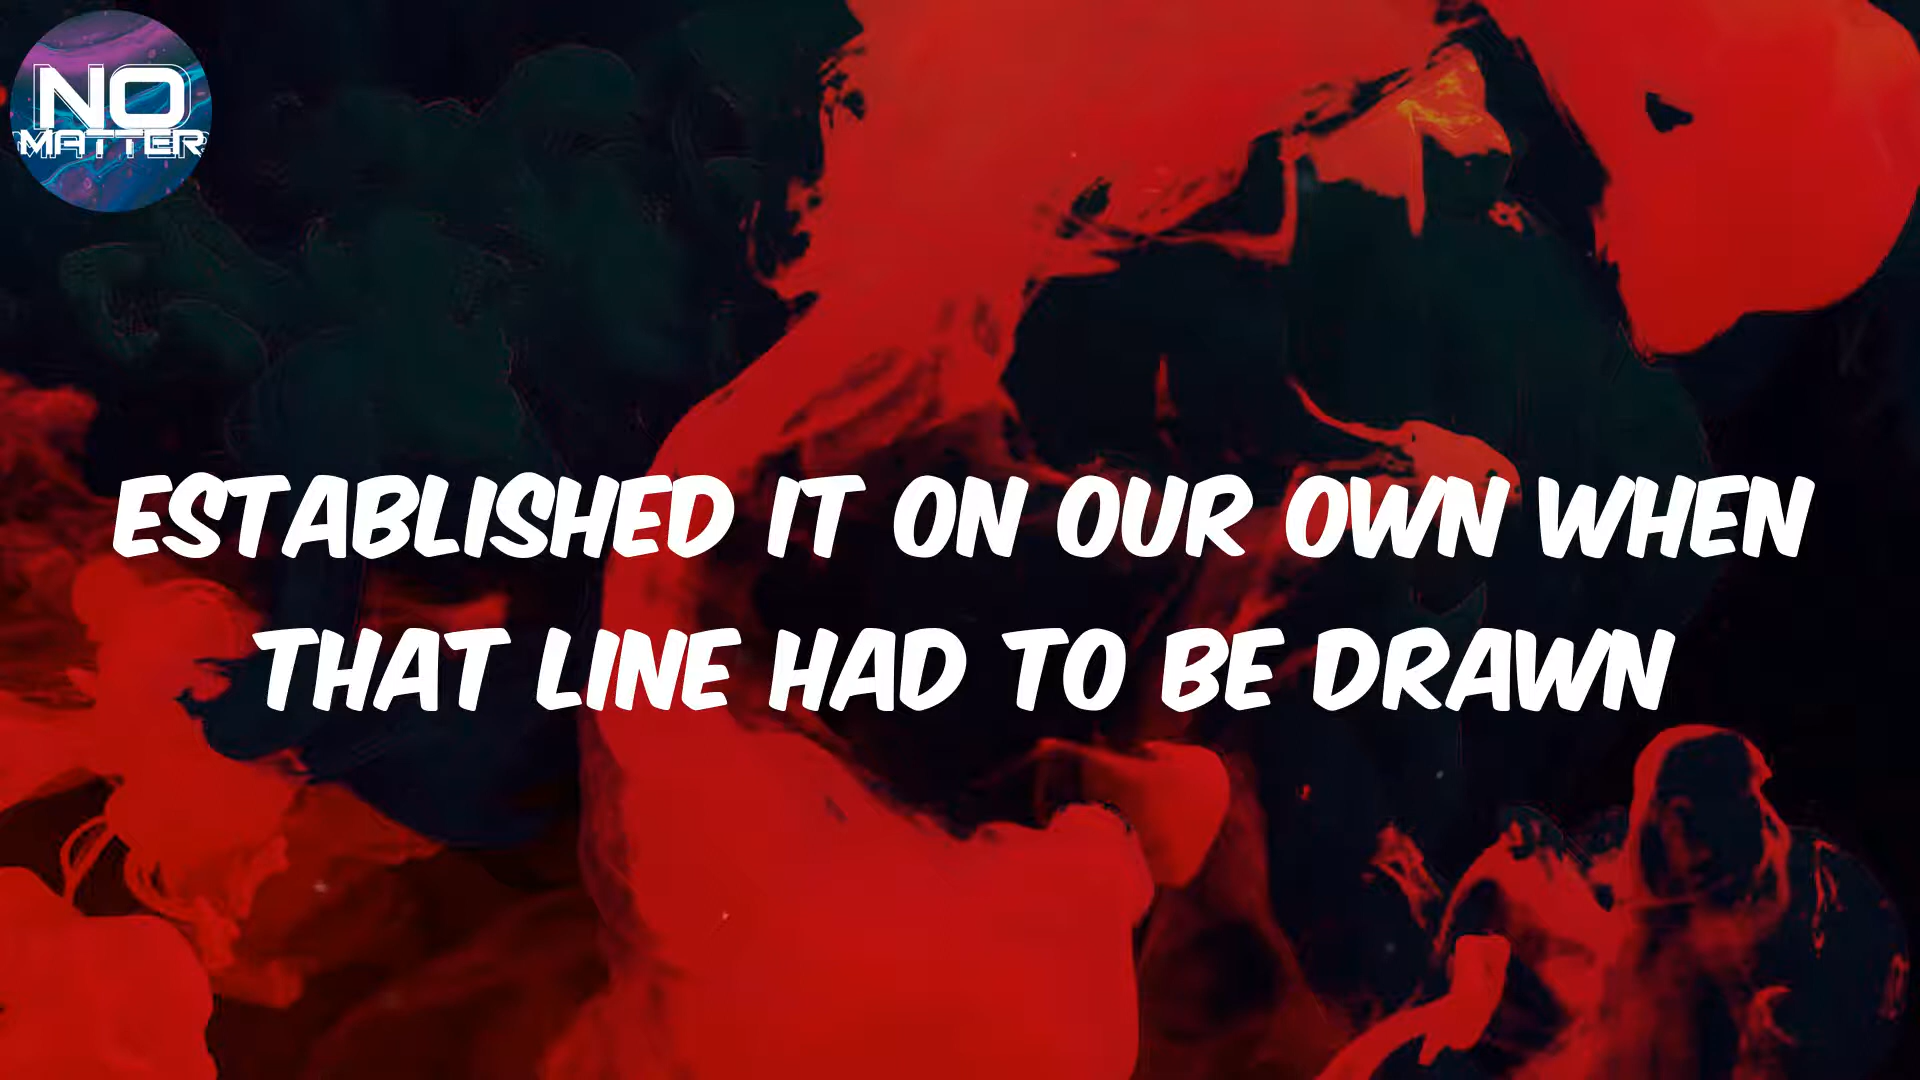 NO
MATTER
ESTABLISHED IT ON OUR OWN WHEN
THAT LINE HAD TO BE DRAWN